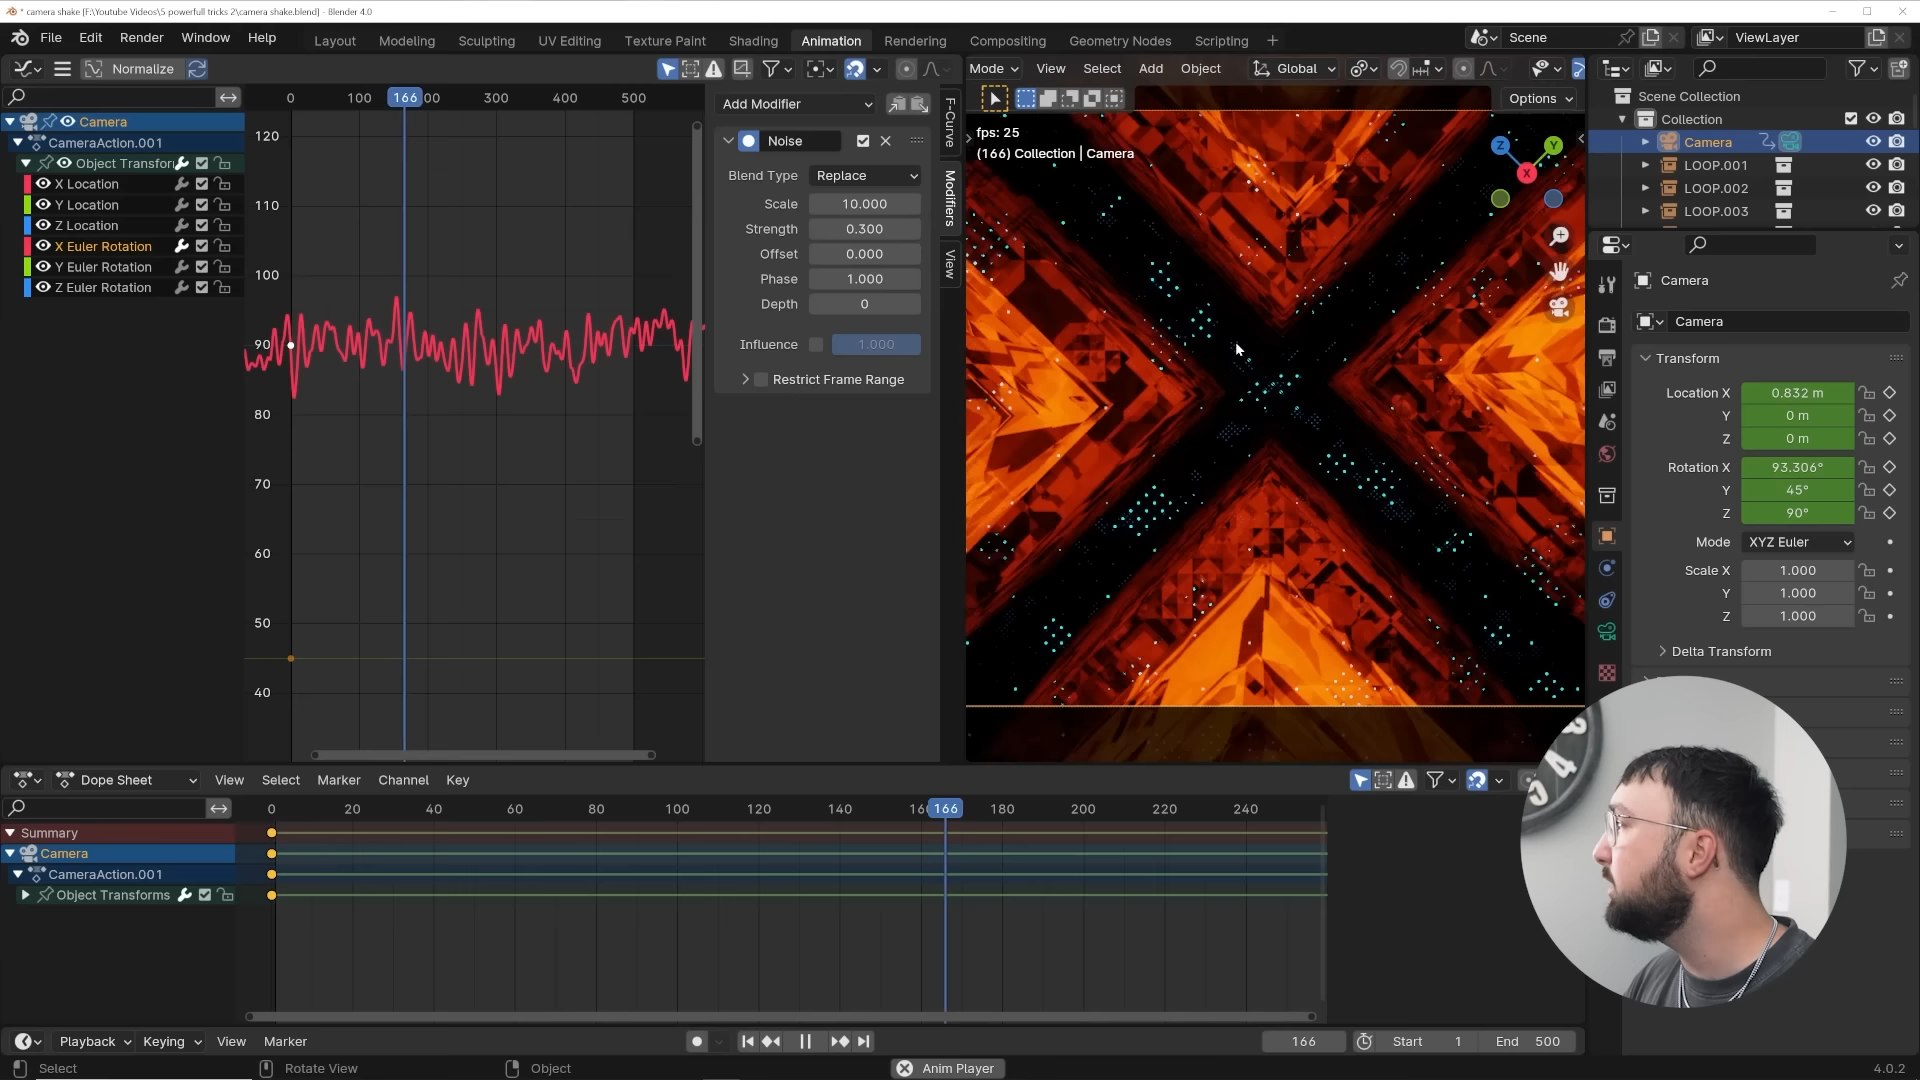 * camera shake [F:\Youtube Videos\5 powerfull tricks 2\camera shake.blend] - Blender 4.0
File Edit Render Window Help Layout Modeling Sculpting UV Editing Texture Paint Shading Animation Rendering Compositing Geometry Nodes Scripting + Scene ViewLayer
Normalize Mode View Select Add Object Global
0 100 166 00 300 400 500
Add Modifier
Options
Scene Collection
Collection
Camera
LOOP.001
LOOP.002
LOOP.003
Camera
CameraAction.001
Object Transfor
X Location
Y Location
Z Location
X Euler Rotation
Y Euler Rotation
Z Euler Rotation
120
110
100
90
80
70
60
50
40
Noise
Blend Type Replace
Scale 10.000
Strength 0.300
Offset 0.000
Phase 1.000
Depth 0
Influence 1.000
Restrict Frame Range
F-Curve
Modifiers
View
fps: 25
(166) Collection | Camera
Z Y
X
Camera
Camera
Transform
Location X 0.832 m
Y 0 m
Z 0 m
Rotation X 93.306°
Y 45°
Z 90°
Mode XYZ Euler
Scale X 1.000
Y 1.000
Z 1.000
Delta Transform
Dope Sheet View Select Marker Channel Key
0 20 40 60 80 100 120 140 16 166 180 200 220 240
Summary
Camera
CameraAction.001
Object Transforms
Playback Keying View Marker 166 Start 1 End 500
Select Rotate View Object Anim Player 4.0.2